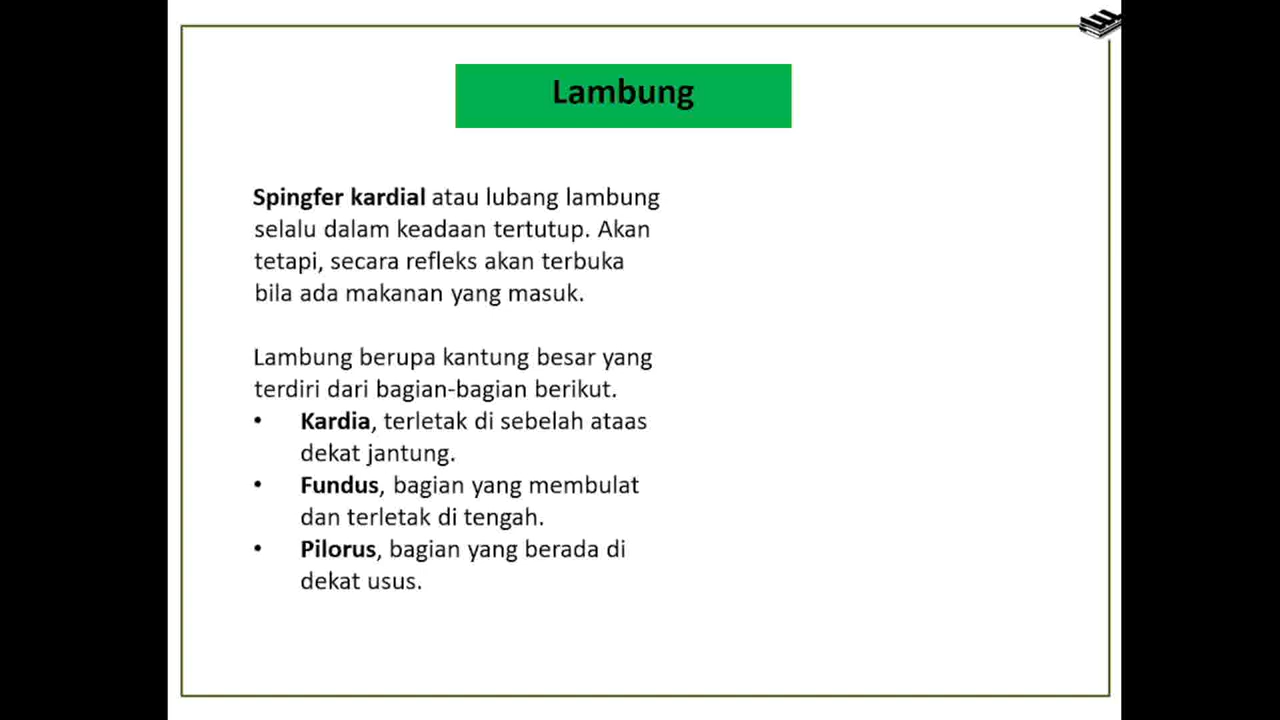 Lambung
Spingfer kardial atau lubang lambung
selalu dalam keadaan tertutup. Akan
tetapi, secara refleks akan terbuka
bila ada makanan yang masuk.
Lambung berupa kantung besar yang
terdiri dari bagian-bagian berikut.
• Kardia, terletak di sebelah ataas
dekat jantung.
• Fundus, bagian yang membulat
dan terletak di tengah.
• Pilorus, bagian yang berada di
dekat usus.